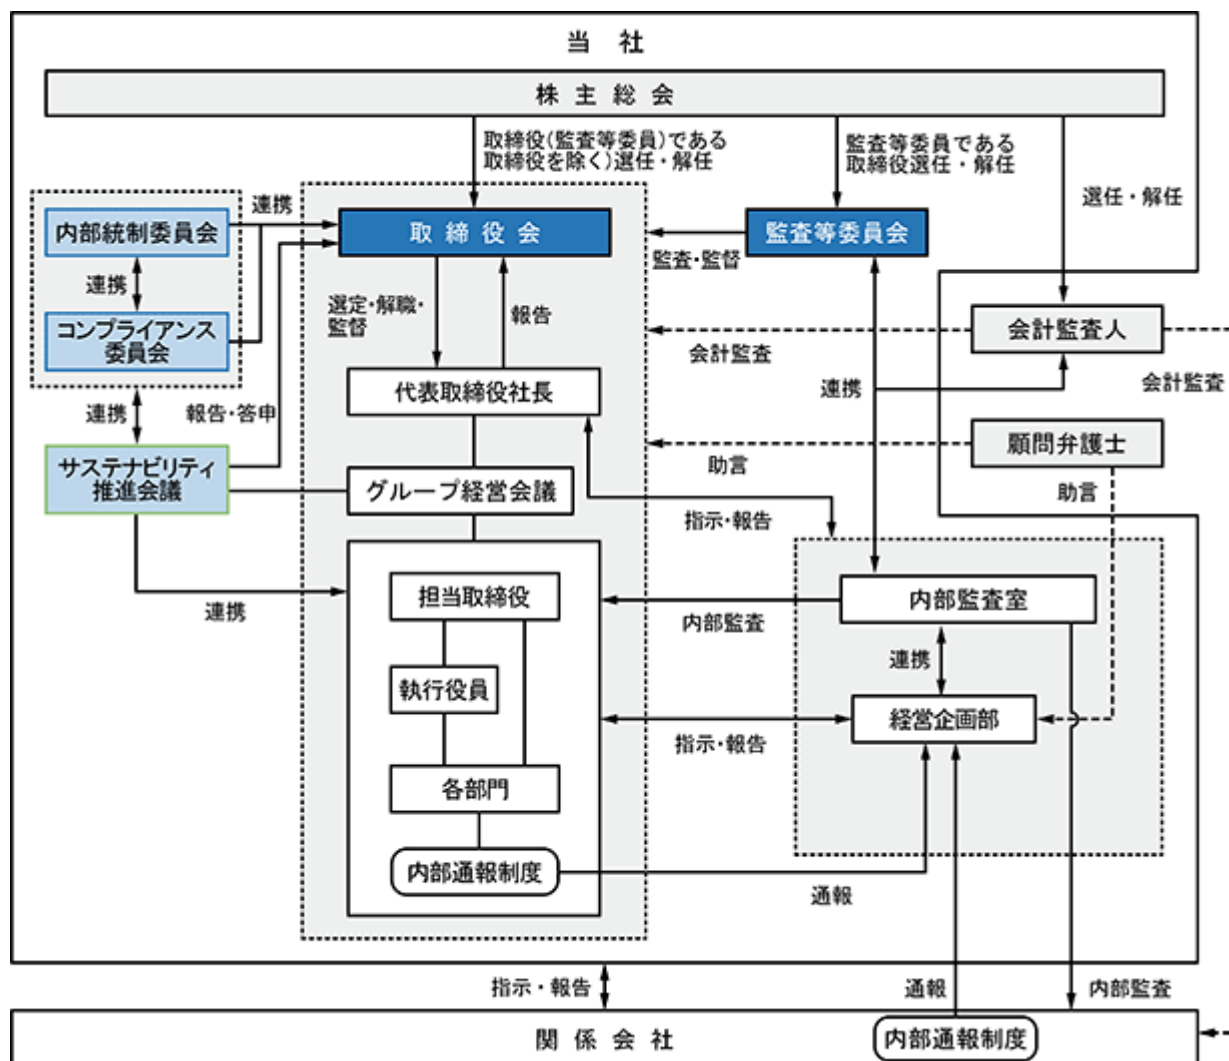 当社
株主総会
取締役(監査等委員)である
取締役を除く)選任・解任
監査等委員である
取締役選任・解任
選任・解任
内部統制委員会
連携
取締役会
監査等委員会
監査・監督
連携
選定・解職・
監督
報告
コンプライアンス
委員会
会計監査人
会計監査
会計監査
代表取締役社長
連携
連携
報告・答申
顧問弁護士
助言
助言
サステナビリティ
推進会議
グループ経営会議
指示・報告
担当取締役
内部監査室
連携
内部監査
連携
執行役員
経営企画部
指示・報告
各部門
内部通報制度
通報
指示・報告
通報
内部監査
関係会社
内部通報制度